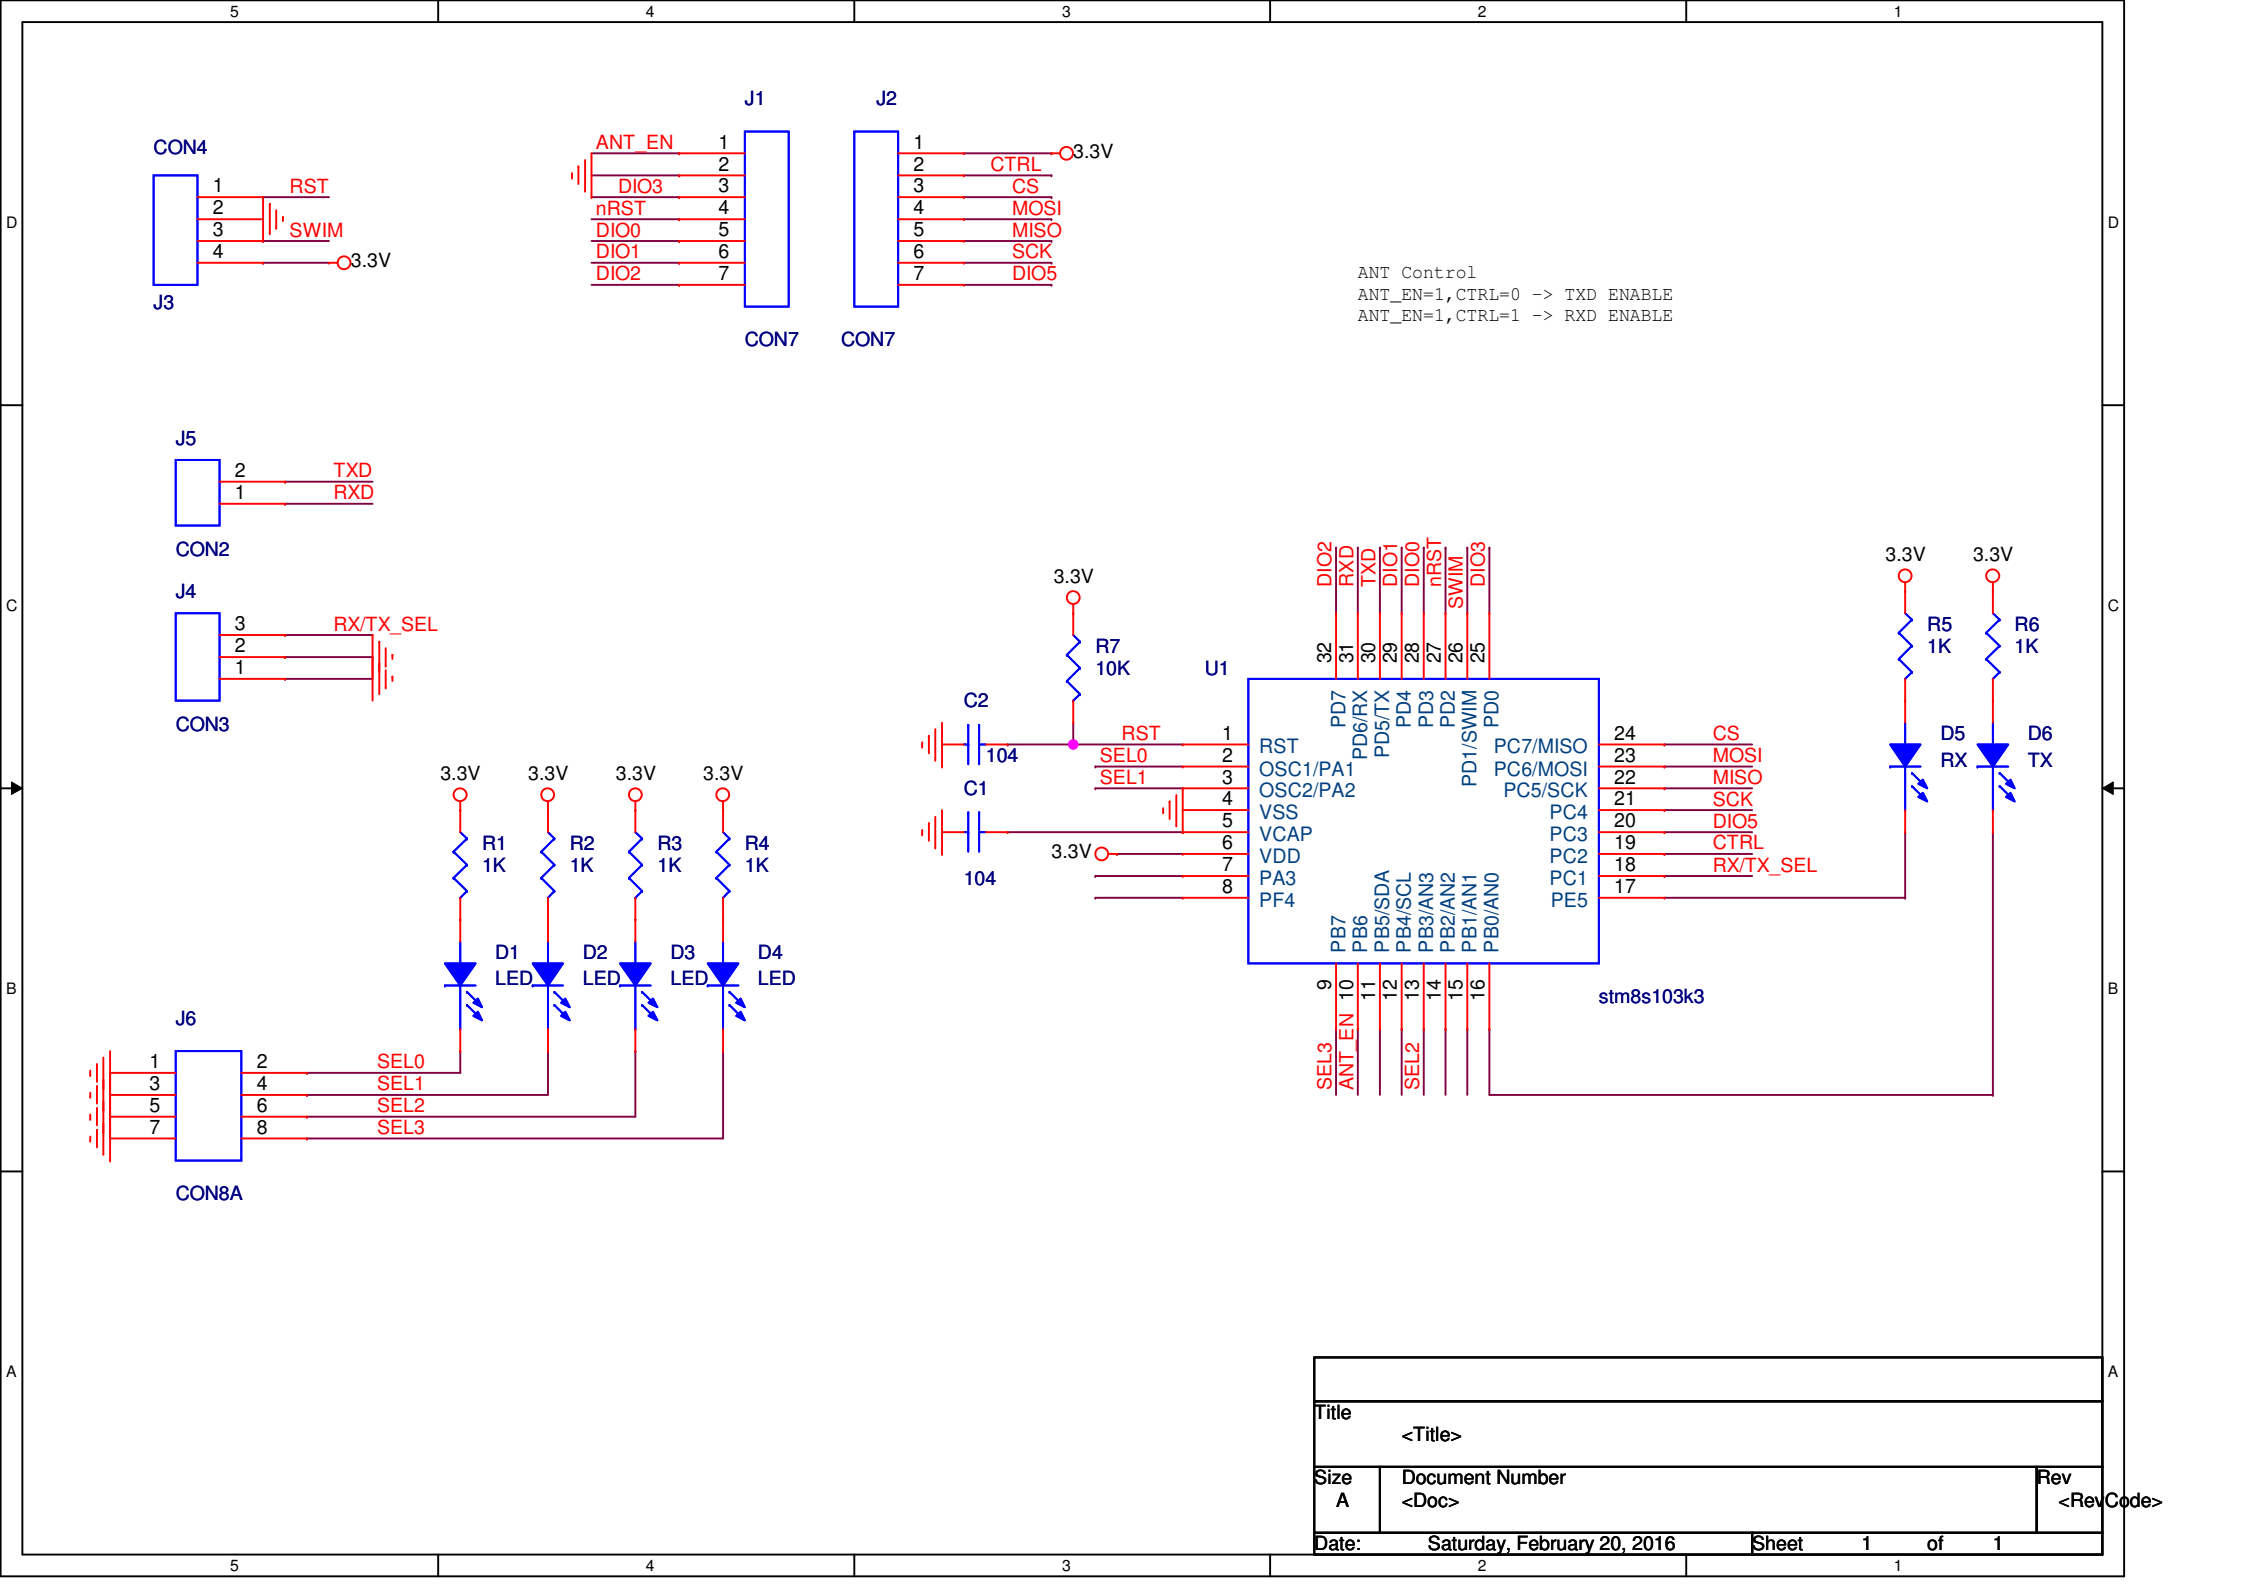 5 4 3 2 1
D
C
B
A
D
C
B
A
CON4
1 RST
2
3 SWIM
4 3.3V
J3
J1
ANT_EN 1
2
DIO3 3
nRST 4
DIO0 5
DIO1 6
DIO2 7
CON7
J2
1 3.3V
2 CTRL
3 CS
4 MOSI
5 MISO
6 SCK
7 DIO5
CON7
ANT Control
ANT_EN=1,CTRL=0 -> TXD ENABLE
ANT_EN=1,CTRL=1 -> RXD ENABLE
J5
2 TXD
1 RXD
CON2
J4
3 RX/TX_SEL
2
1
CON3
3.3V 3.3V 3.3V 3.3V
R1 R2 R3 R4
1K 1K 1K 1K
D1 D2 D3 D4
LED LED LED LED
J6
1 2 SEL0
3 4 SEL1
5 6 SEL2
7 8 SEL3
CON8A
3.3V
R7
10K
C2
104
C1
104
3.3V
U1
DIO2 RXD TXD DIO1 DIO0 nRST SWIM DIO3
32 31 30 29 28 27 26 25
PD7 PD6/RX PD5/TX PD4 PD3 PD2 PD1/SWIM PD0
RST 1 RST
SEL0 2 OSC1/PA1
SEL1 3 OSC2/PA2
4 VSS
5 VCAP
6 VDD
7 PA3
8 PF4
PC7/MISO 24 CS
PC6/MOSI 23 MOSI
PC5/SCK 22 MISO
PC4 21 SCK
PC3 20 DIO5
PC2 19 CTRL
PC1 18 RX/TX_SEL
PE5 17
PB7 PB6 PB5/SDA PB4/SCL PB3/AN3 PB2/AN2 PB1/AN1 PB0/AN0
9 10 11 12 13 14 15 16
SEL3 ANT_EN SEL2
stm8s103k3
3.3V 3.3V
R5 R6
1K 1K
D5 D6
RX TX
Title
<Title>
Size Document Number Rev
A <Doc> <RevCode>
Date: Saturday, February 20, 2016 Sheet 1 of 1
5 4 3 2 1